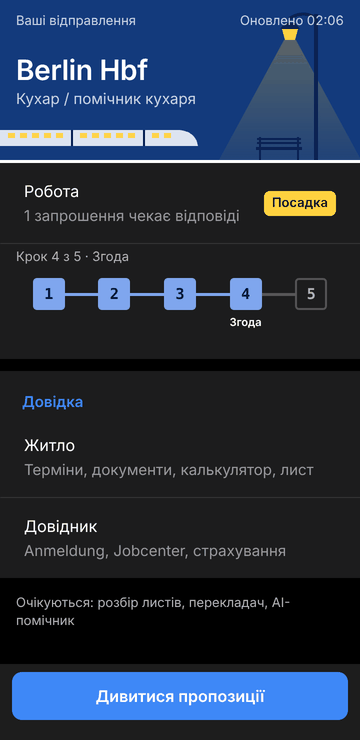 Ваші відправлення
Оновлено 02:06
Berlin Hbf
Кухар / помічник кухаря
Робота
1 запрошення чекає відповіді
Посадка
Крок 4 з 5 · Згода
1 2 3 4 5
Згода
Довідка
Житло
Терміни, документи, калькулятор, лист
Довідник
Anmeldung, Jobcenter, страхування
Очікуються: розбір листів, перекладач, AI-
помічник
Дивитися пропозиції